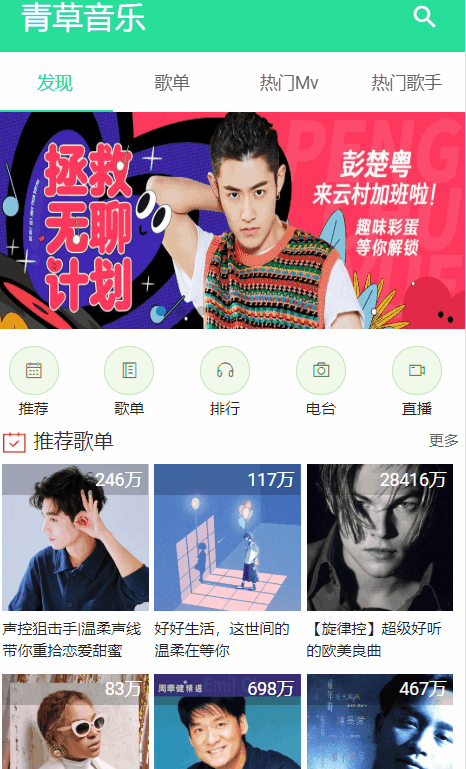 青草音乐
发现
歌单
热门Mv
热门歌手
拯救
无聊
计划
PENG
彭楚粤
来云村加班啦！
趣味彩蛋
等你解锁
推荐
歌单
排行
电台
直播
推荐歌单
更多
246万
117万
28416万
声控狙击手|温柔声线
带你重拾恋爱甜蜜
好好生活，这世间的
温柔在等你
【旋律控】超级好听
的欧美良曲
83万
698万
467万
周華健精選